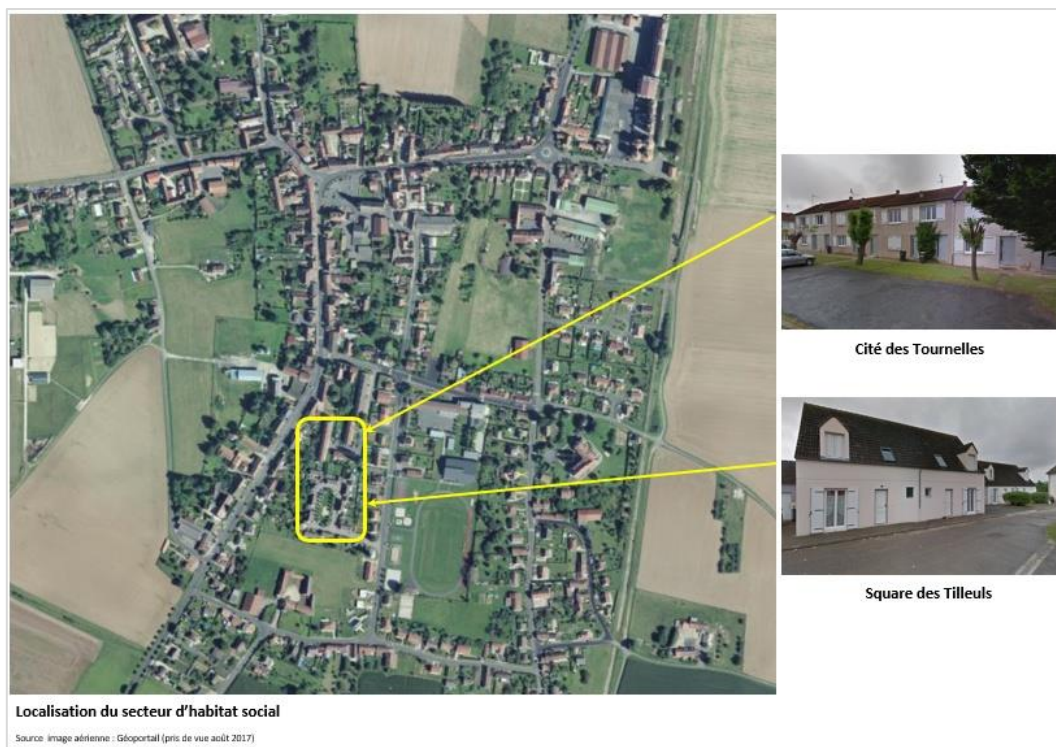 Cité des Tournelles
Square des Tilleuls
Localisation du secteur d'habitat social
Source image aérienne : Géoportail (pris de vue août 2017)